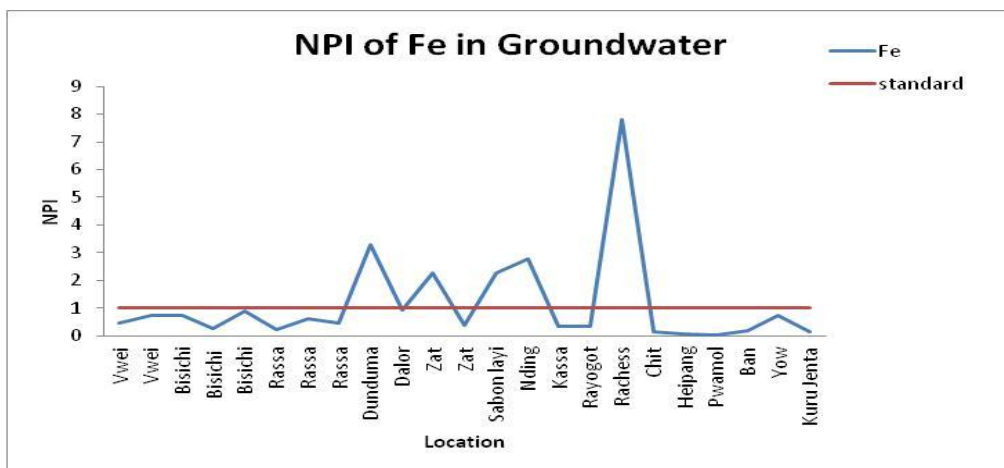 NPI of Fe in Groundwater
Fe
standard
9
8
7
6
5
4
3
2
1
0
NPI
Vwei
Vwei
Bisichi
Bisichi
Bisichi
Rassa
Rassa
Rassa
Dunduma
Dalor
Zat
Zat
Sabon layi
Nding
Kassa
Rayogot
Rachess
Chit
Heipang
Pwamol
Ban
Yow
Kuru Jenta
Location